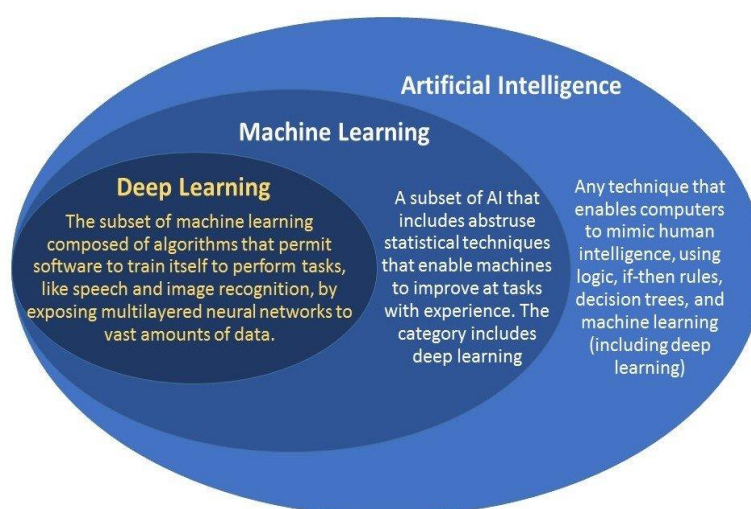 Artificial Intelligence
Machine Learning
Deep Learning
The subset of machine learning
composed of algorithms that permit
software to train itself to perform tasks,
like speech and image recognition, by
exposing multilayered neural networks to
vast amounts of data.
A subset of AI that
includes abstruse
statistical techniques
that enable machines
to improve at tasks
with experience. The
category includes
deep learning
Any technique that
enables computers
to mimic human
intelligence, using
logic, if-then rules,
decision trees, and
machine learning
(including deep
learning)